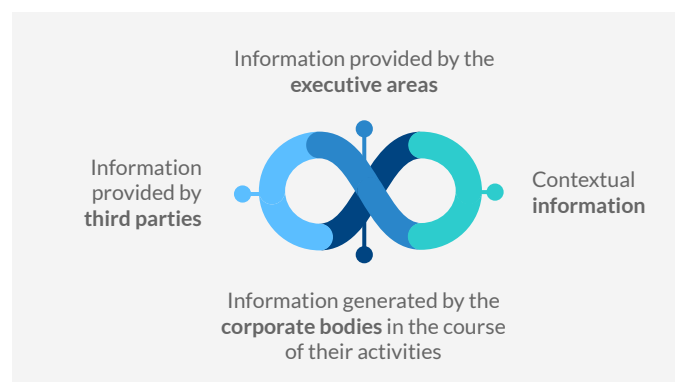 Information provided by the
executive areas
Information
provided by
third parties
Contextual
information
Information generated by the
corporate bodies in the course
of their activities